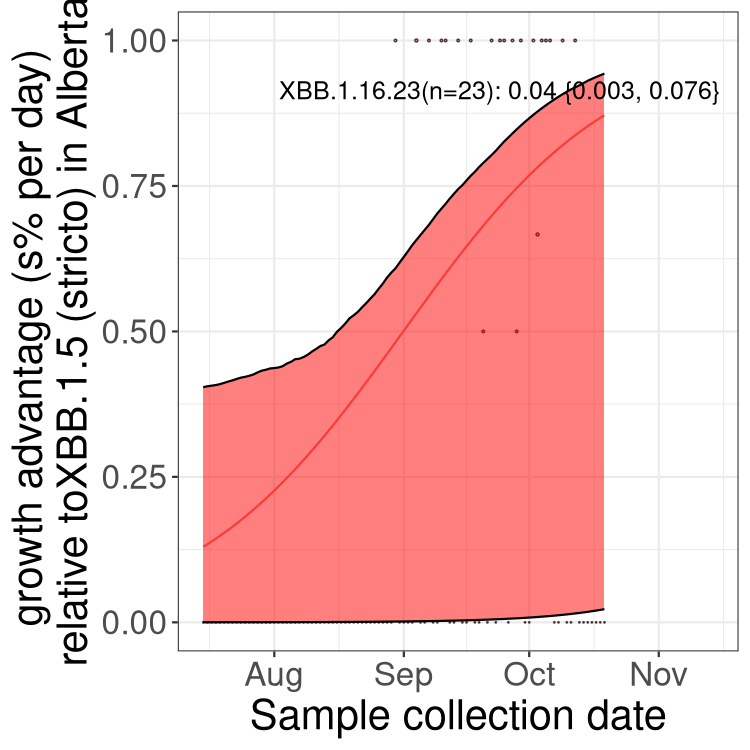 growth advantage (s% per day)
relative toXBB.1.5 (stricto) in Alberta
1.00
0.75
0.50
0.25
0.00
XBB.1.16.23(n=23): 0.04 {0.003, 0.076}
Aug Sep Oct Nov
Sample collection date